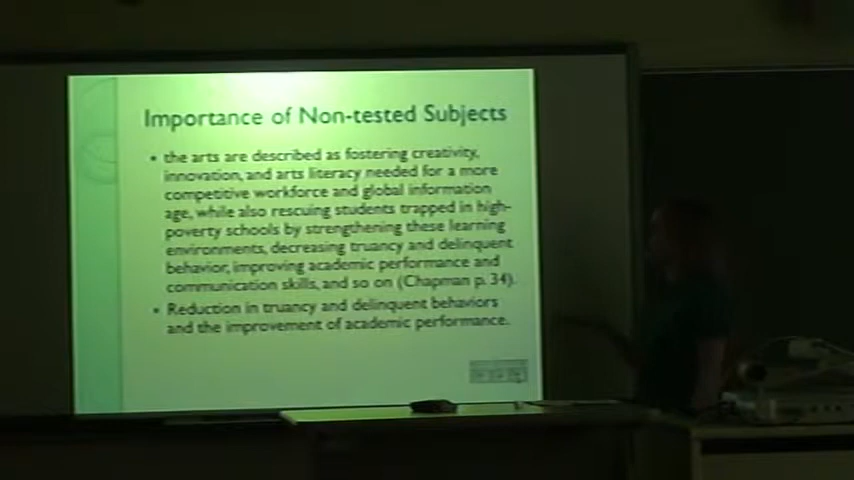 Importance of Non-tested Subjects
• the arts are described as fostering creativity,
innovation, and arts literacy needed for a more
competitive workforce and global information
age, while also rescuing students trapped in high-
poverty schools by strengthening these learning
environments, decreasing truancy and delinquent
behavior, improving academic performance and
communication skills, and so on (Chapman p. 34).
• Reduction in truancy and delinquent behaviors
and the improvement of academic performance.